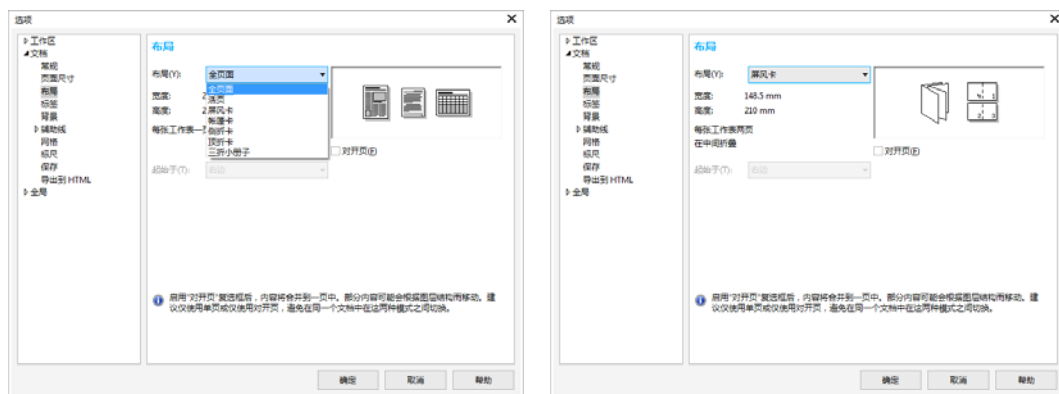 选项
工作区
文档
常规
页面尺寸
布局
标签
背景
辅助线
网格
标尺
保存
导出到 HTML
全局
布局
布局(Y): 全页面
全页面
活页
屏风卡
帐篷卡
侧折卡
顶折卡
三折小册子
宽度: 2
高度: 2
每张工作表一
对开页(F)
起始于(T): 右边
启用"对开页"复选框后，内容将合并到一页中。部分内容可能会根据图层结构而移动。建
议仅使用单页或仅使用对开页，避免在同一个文档中在这两种模式之间切换。
确定 取消 帮助
选项
工作区
文档
常规
页面尺寸
布局
标签
背景
辅助线
网格
标尺
保存
导出到 HTML
全局
布局
布局(Y): 屏风卡
宽度: 148.5 mm
高度: 210 mm
每张工作表两页
在中间折叠
4 1
2 3
对开页(F)
起始于(T): 右边
启用"对开页"复选框后，内容将合并到一页中。部分内容可能会根据图层结构而移动。建
议仅使用单页或仅使用对开页，避免在同一个文档中在这两种模式之间切换。
确定 取消 帮助